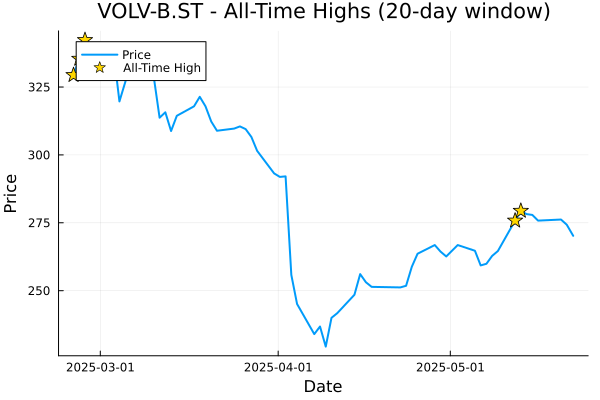 VOLV-B.ST - All-Time Highs (20-day window)
Price
All-Time High
325
300
275
250
Price
2025-03-01
2025-04-01
2025-05-01
Date